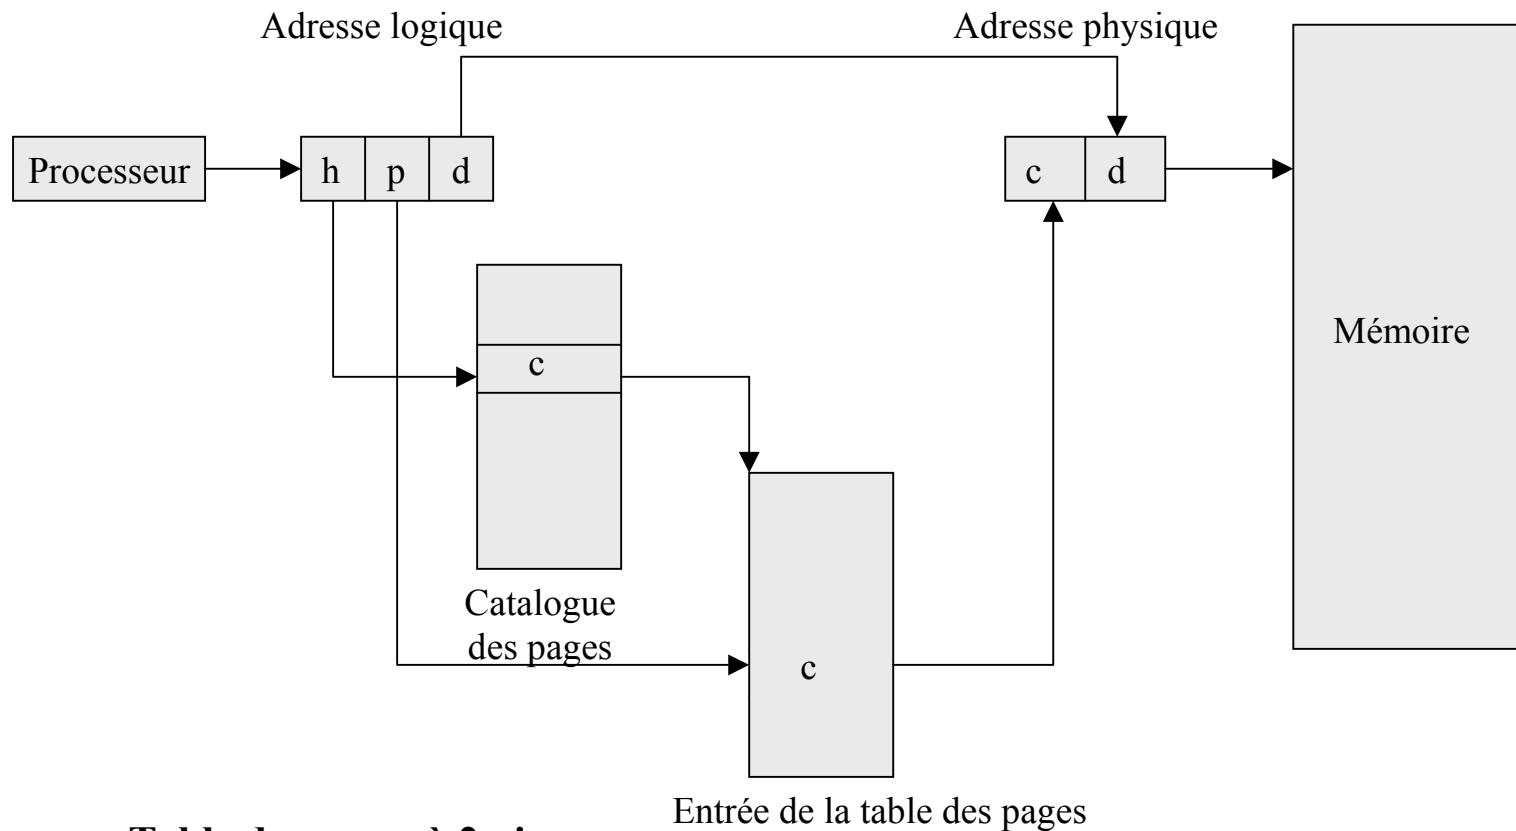 Adresse logique
Adresse physique
Processeur
h
p
d
c
d
c
Mémoire
Catalogue
des pages
c
Entrée de la table des pages